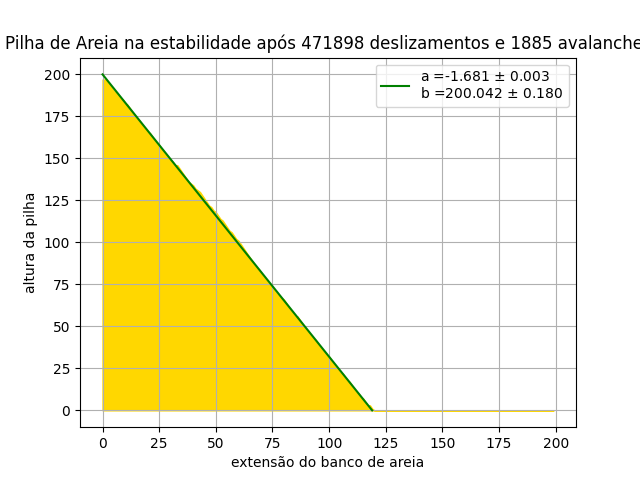 Pilha de Areia na estabilidade após 471898 deslizamentos e 1885 avalanche
a =-1.681 ± 0.003
b =200.042 ± 0.180
200
175
150
125
100
75
50
25
0
altura da pilha
0 25 50 75 100 125 150 175 200
extensão do banco de areia